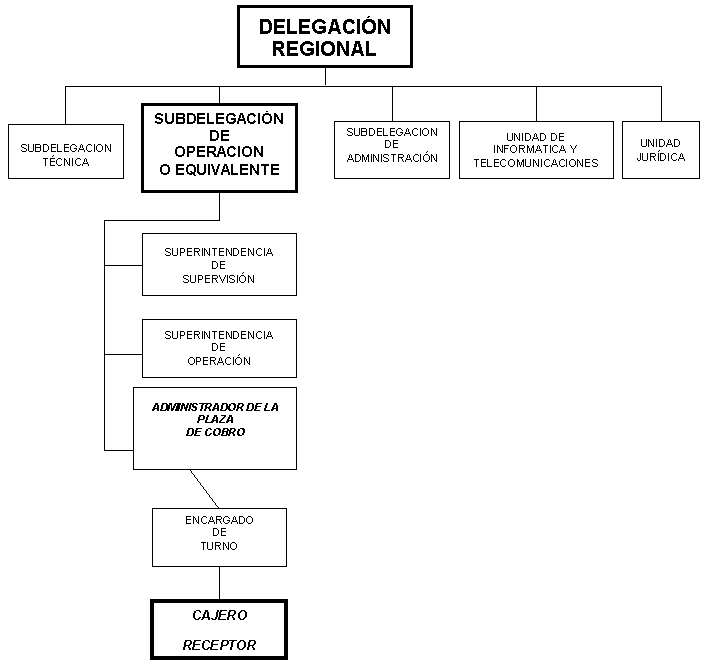 DELEGACIÓN
REGIONAL
SUBDELEGACION
TÉCNICA
SUBDELEGACIÓN
DE
OPERACION
O EQUIVALENTE
SUBDELEGACION
DE
ADMINISTRACIÓN
UNIDAD DE
INFORMATICA Y
TELECOMUNICACIONES
UNIDAD
JURÍDICA
SUPERINTENDENCIA
DE
SUPERVISIÓN
SUPERINTENDENCIA
DE
OPERACIÓN
ADMINISTRADOR DE LA
PLAZA
DE COBRO
ENCARGADO
DE
TURNO
CAJERO
RECEPTOR